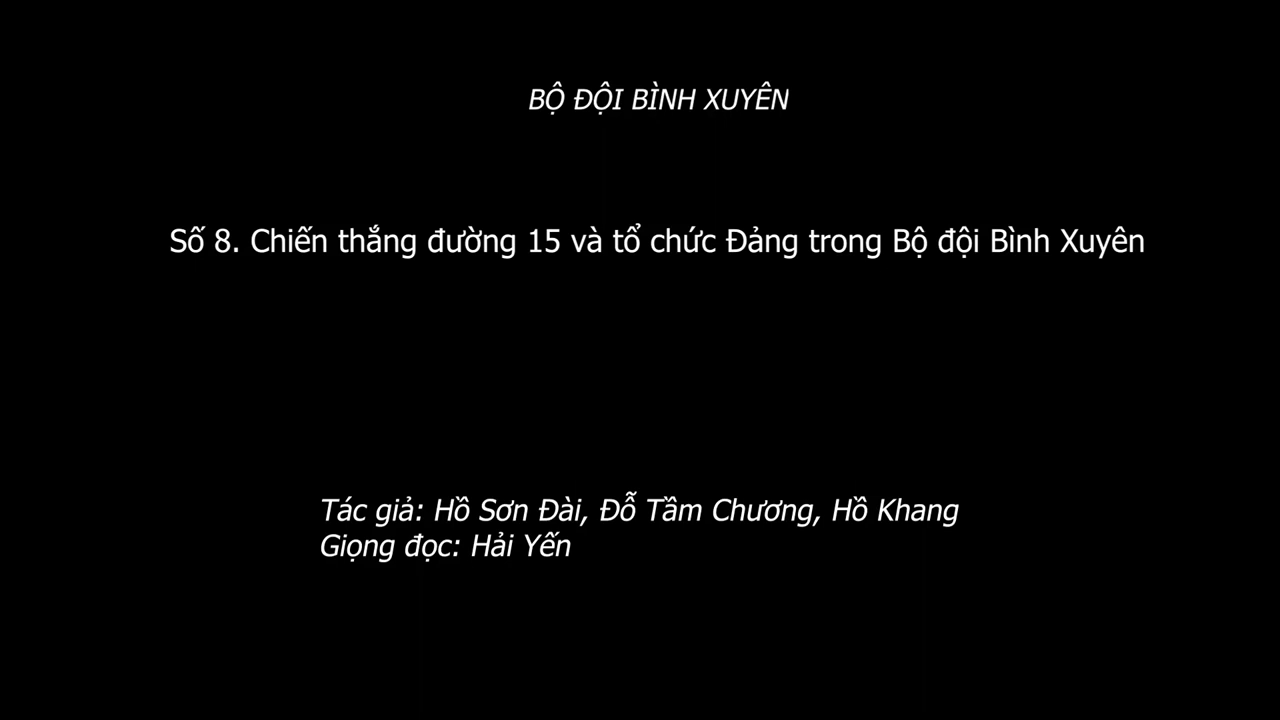 BỘ ĐỘI BÌNH XUYÊN
Số 8. Chiến thắng đường 15 và tổ chức Đảng trong Bộ đội Bình Xuyên
Tác giả: Hồ Sơn Đài, Đỗ Tầm Chương, Hồ Khang
Giọng đọc: Hải Yến